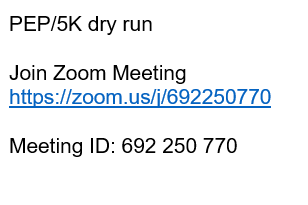 PEP/5K dry run
Join Zoom Meeting
https://zoom.us/j/692250770
Meeting ID: 692 250 770